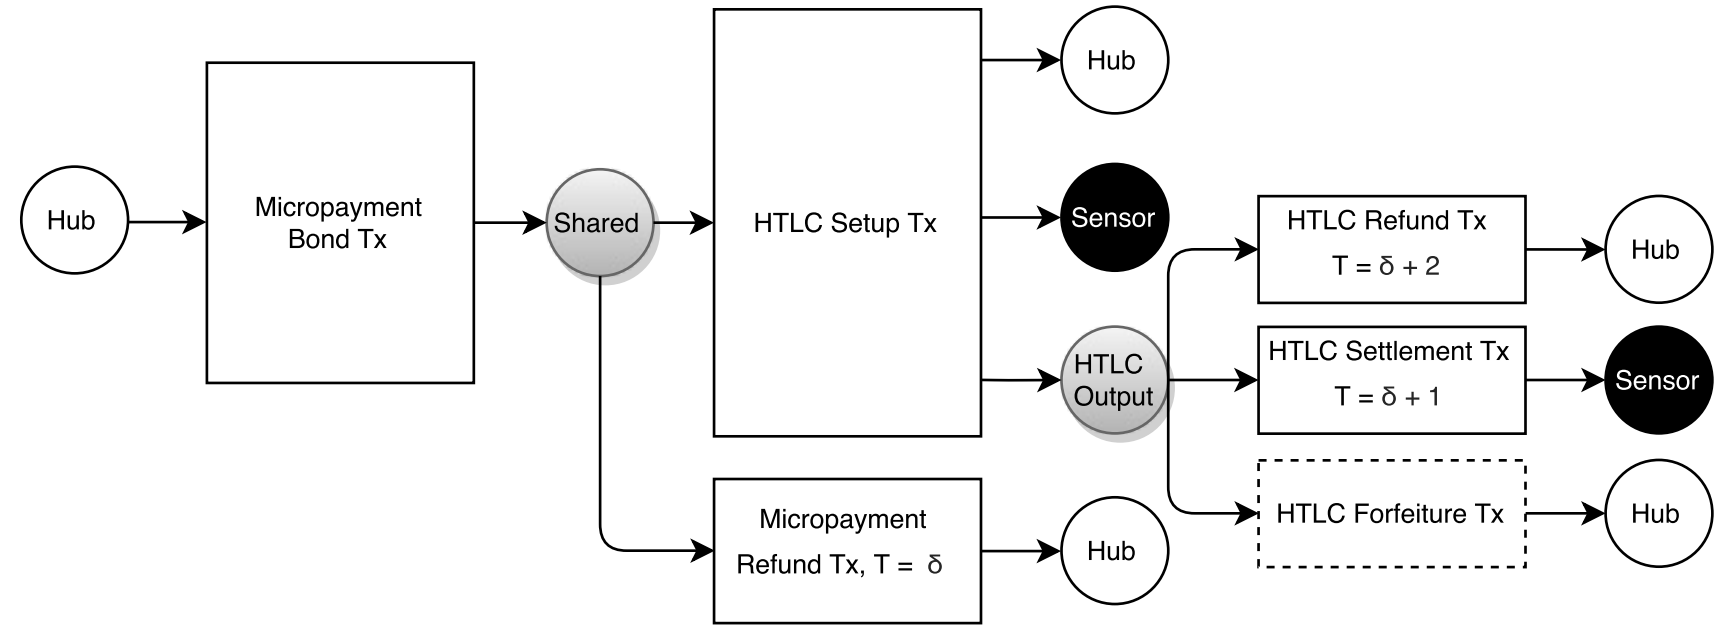 Hub
Micropayment
Bond Tx
Shared
HTLC Setup Tx
Hub
Sensor
HTLC
Output
Micropayment
Refund Tx, T = δ
Hub
HTLC Refund Tx
T = δ + 2
Hub
HTLC Settlement Tx
T = δ + 1
Sensor
HTLC Forfeiture Tx
Hub